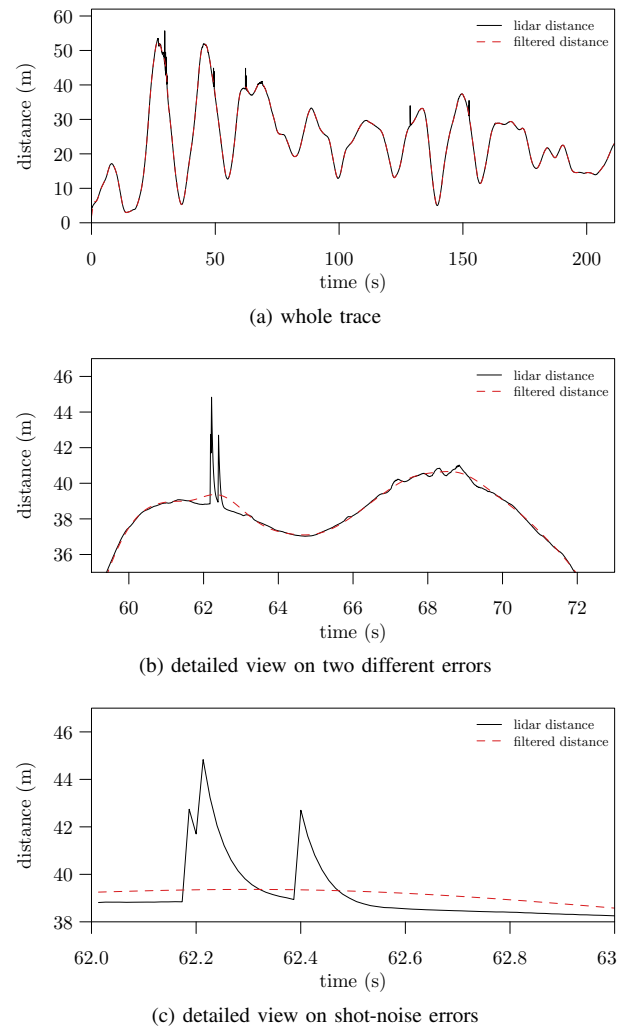 60
50
40
30
20
10
0
distance (m)
lidar distance
filtered distance
0 50 100 150 200
time (s)
(a) whole trace
46
44
42
40
38
36
distance (m)
lidar distance
filtered distance
60 62 64 66 68 70 72
time (s)
(b) detailed view on two different errors
46
44
42
40
39
38
distance (m)
lidar distance
filtered distance
62.0 62.2 62.4 62.6 62.8 63
time (s)
(c) detailed view on shot-noise errors